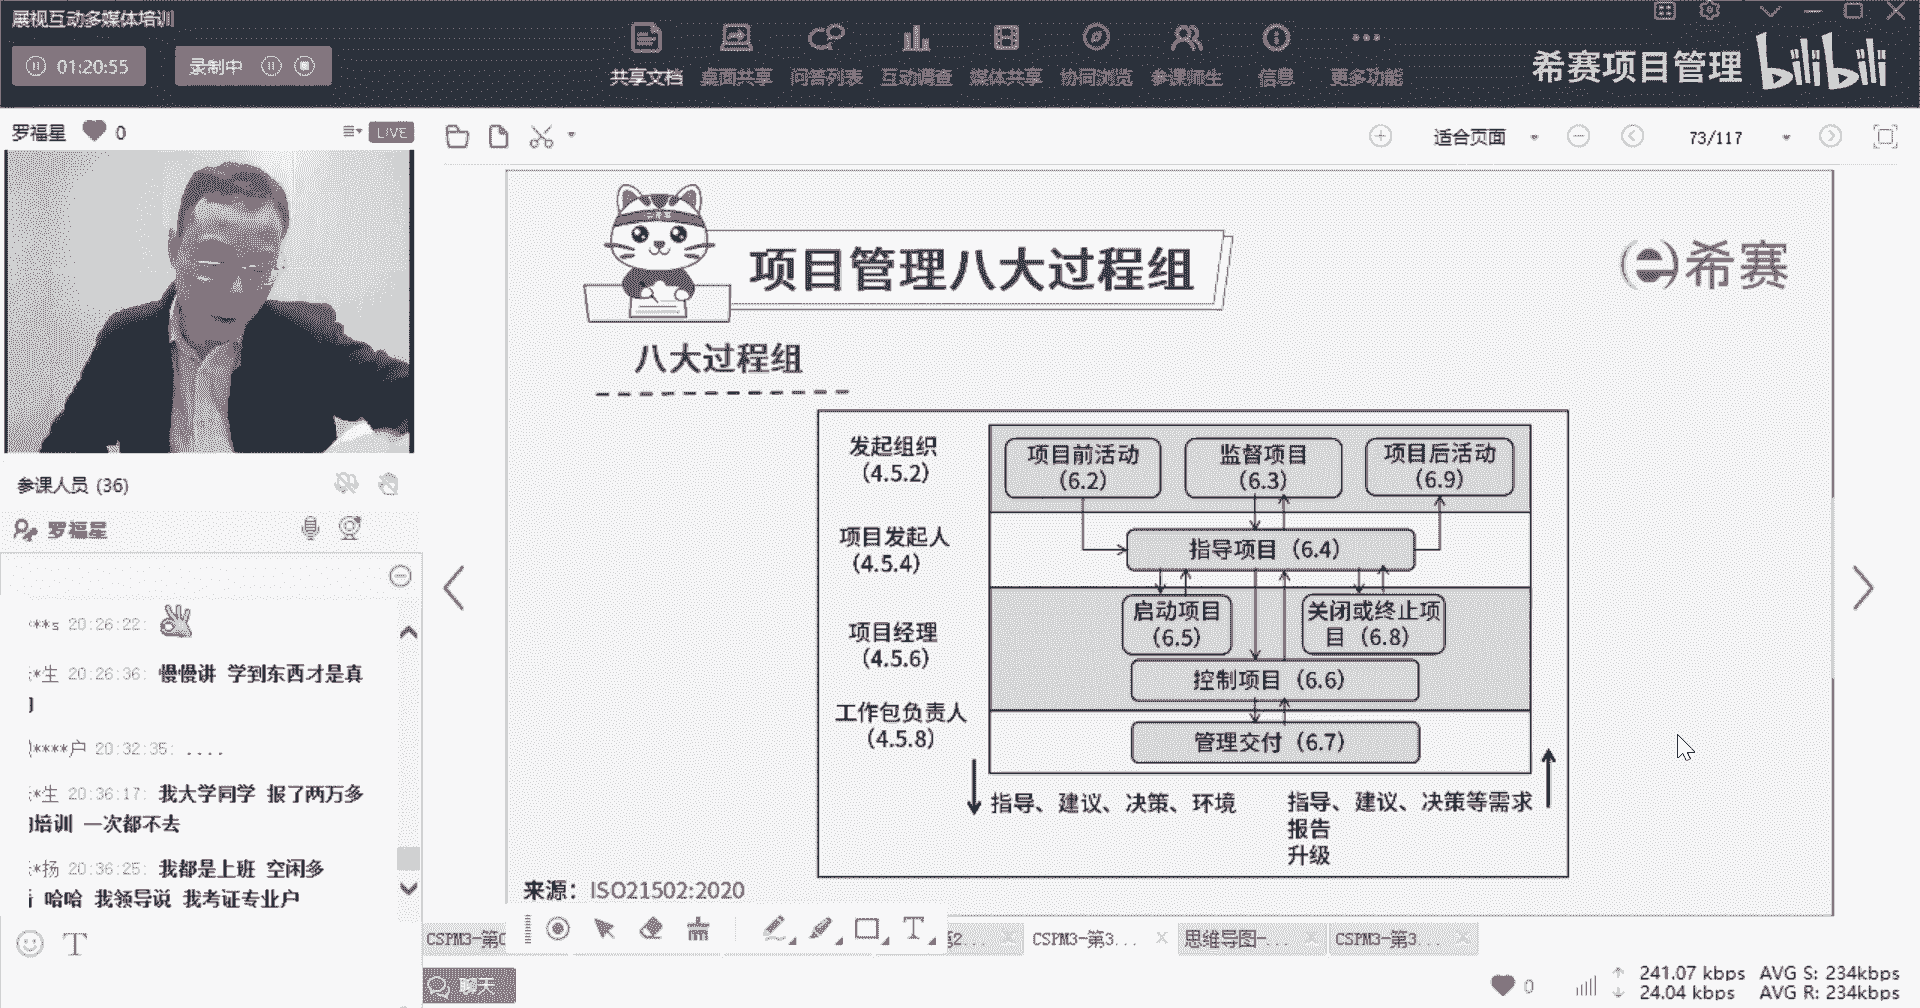 展视互动多媒体培训
01:20:55
录制中
共享文档 桌面共享 问答列表 互动调查 媒体共享 协同浏览 参课师生 信息 更多功能
希赛项目管理 bilibili
罗福星 0
LIVE
适合页面
73/117
参课人员 (36)
罗福星
**s 20:26:22:
*生 20:26:36: 慢慢讲 学到东西才是真
****户 20:32:35: ....
*生 20:36:17: 我大学同学 报了两万多
培训 一次都不去
*扬 20:36:25: 我都是上班 空闲多
哈哈 我领导说 我考证专业户
T
聊天
项目管理八大过程组
希赛
八大过程组
发起组织
(4.5.2)
项目前活动
(6.2)
监督项目
(6.3)
项目后活动
(6.9)
项目发起人
(4.5.4)
指导项目（6.4）
项目经理
(4.5.6)
启动项目
(6.5)
关闭或终止项
目（6.8）
控制项目（6.6）
工作包负责人
(4.5.8)
管理交付（6.7）
指导、建议、决策、环境
指导、建议、决策等需求
报告
升级
来源：ISO21502:2020
T
CSPM3-第
2...
CSPM3-第3...
思维导图-...
CSPM3-第3...
0
241.07 kbps AVG S: 234kbps
24.04 kbps AVG R: 234kbps